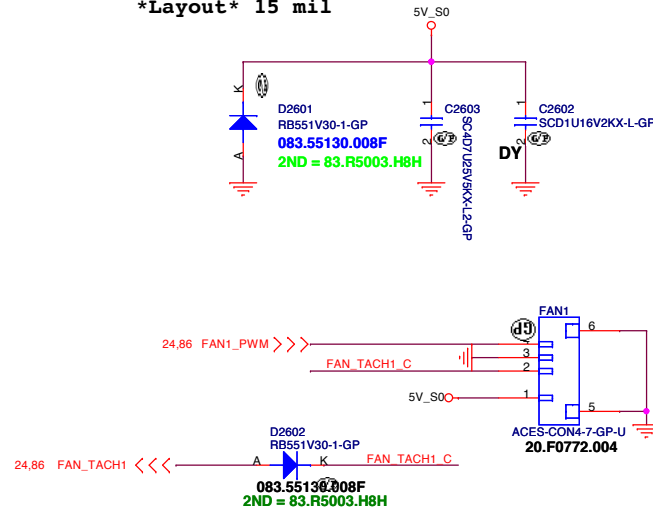 *Layout* 15 mil
5V_S0
K
D2601
RB551V30-1-GP
083.55130.008F
2ND = 83.R5003.H8H
A
1
C2603
SC4D7U25V5KX-L2-GP
2
1
C2602
SCD1U16V2KX-L-GP
2
DY
FAN1
GP
6
24,86 FAN1_PWM
3
FAN_TACH1_C
2
5V_S0
1
5
ACES-CON4-7-GP-U
20.F0772.004
D2602
RB551V30-1-GP
24,86 FAN_TACH1
A
K
FAN_TACH1_C
083.55130.008F
2ND = 83.R5003.H8H